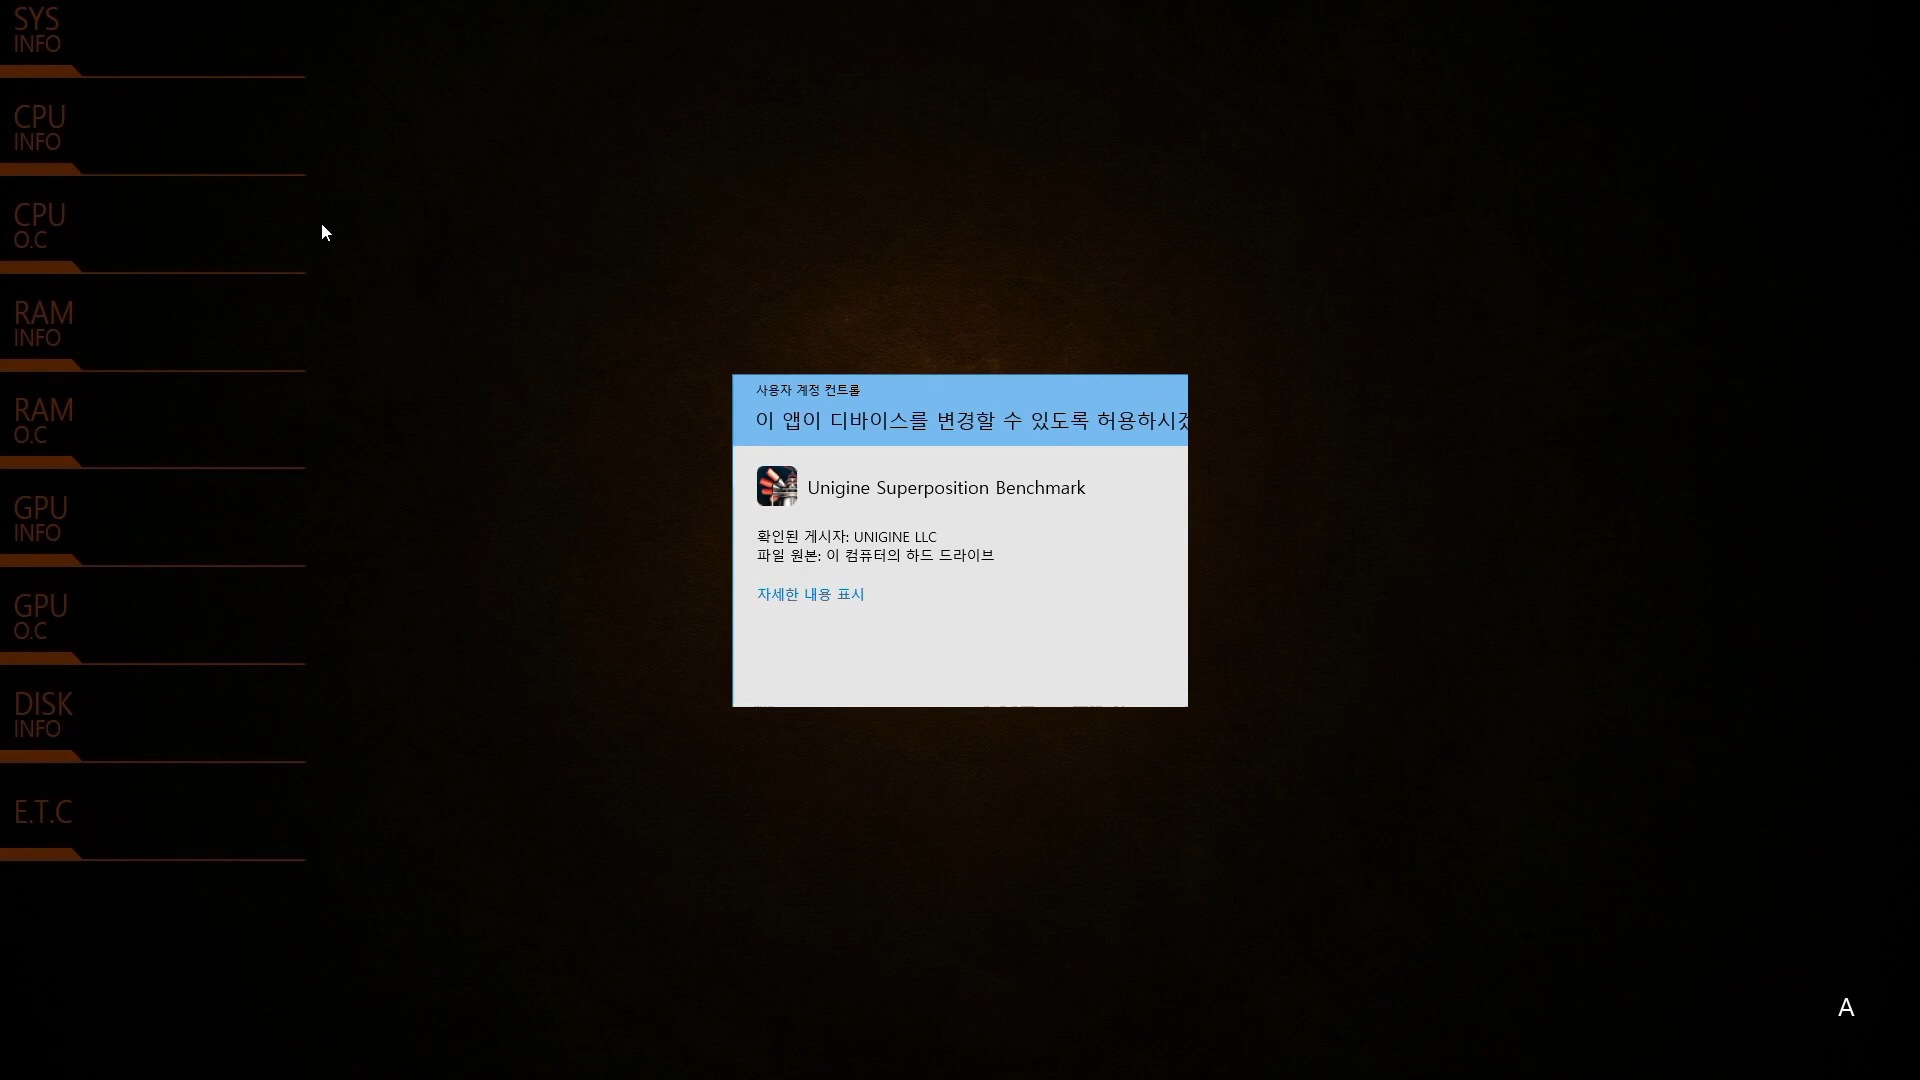 SYS
INFO
CPU
INFO
CPU
O.C
RAM
INFO
RAM
O.C
GPU
INFO
GPU
O.C
DISK
INFO
E.T.C
사용자 계정 컨트롤
이 앱이 디바이스를 변경할 수 있도록 허용하시겠
Unigine Superposition Benchmark
확인된 게시자: UNIGINE LLC
파일 원본: 이 컴퓨터의 하드 드라이브
자세한 내용 표시
A